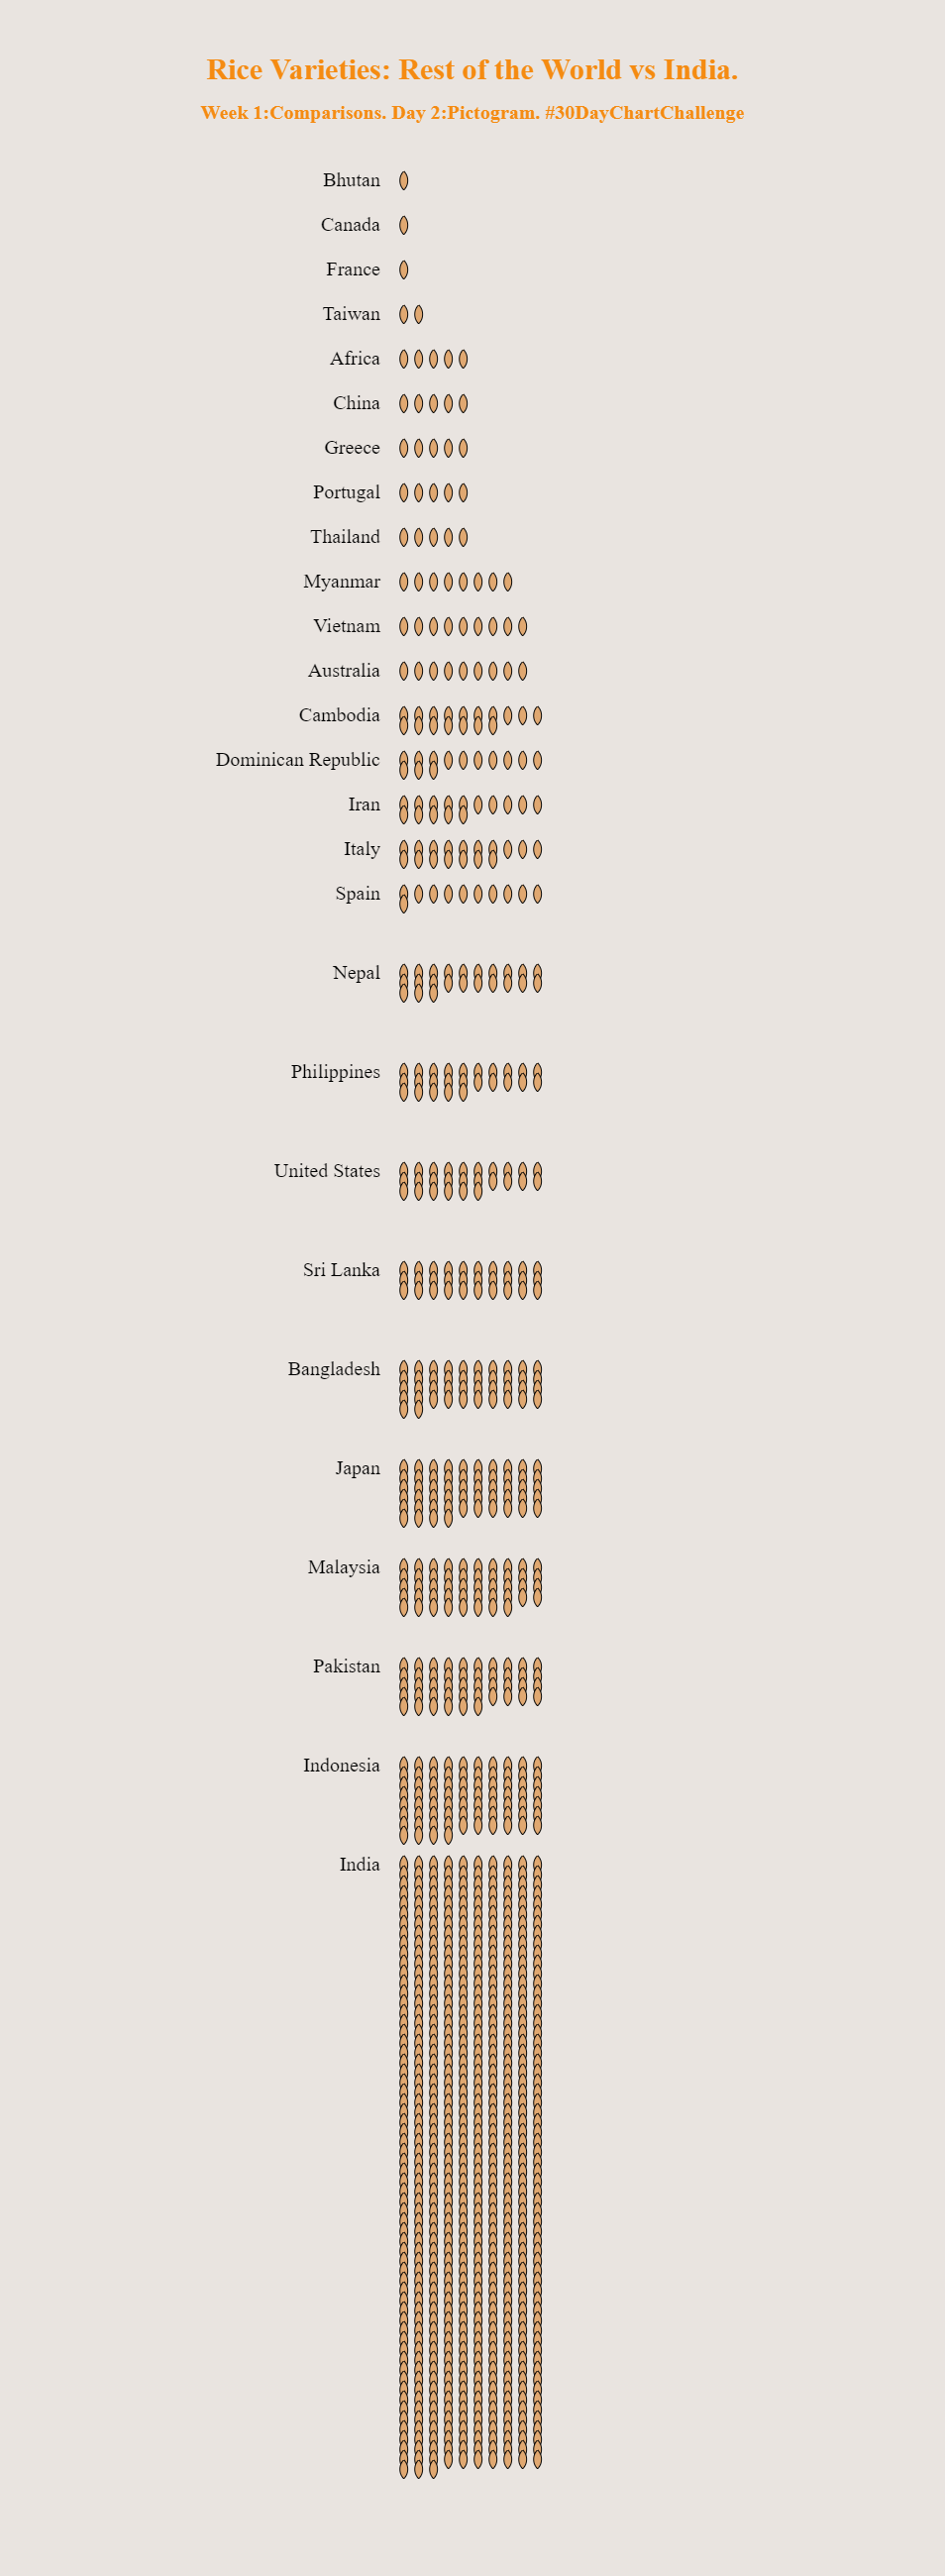 Rice Varieties: Rest of the World vs India.
Week 1:Comparisons. Day 2:Pictogram. #30DayChartChallenge
Bhutan
Canada
France
Taiwan
Africa
China
Greece
Portugal
Thailand
Myanmar
Vietnam
Australia
Cambodia
Dominican Republic
Iran
Italy
Spain
Nepal
Philippines
United States
Sri Lanka
Bangladesh
Japan
Malaysia
Pakistan
Indonesia
India